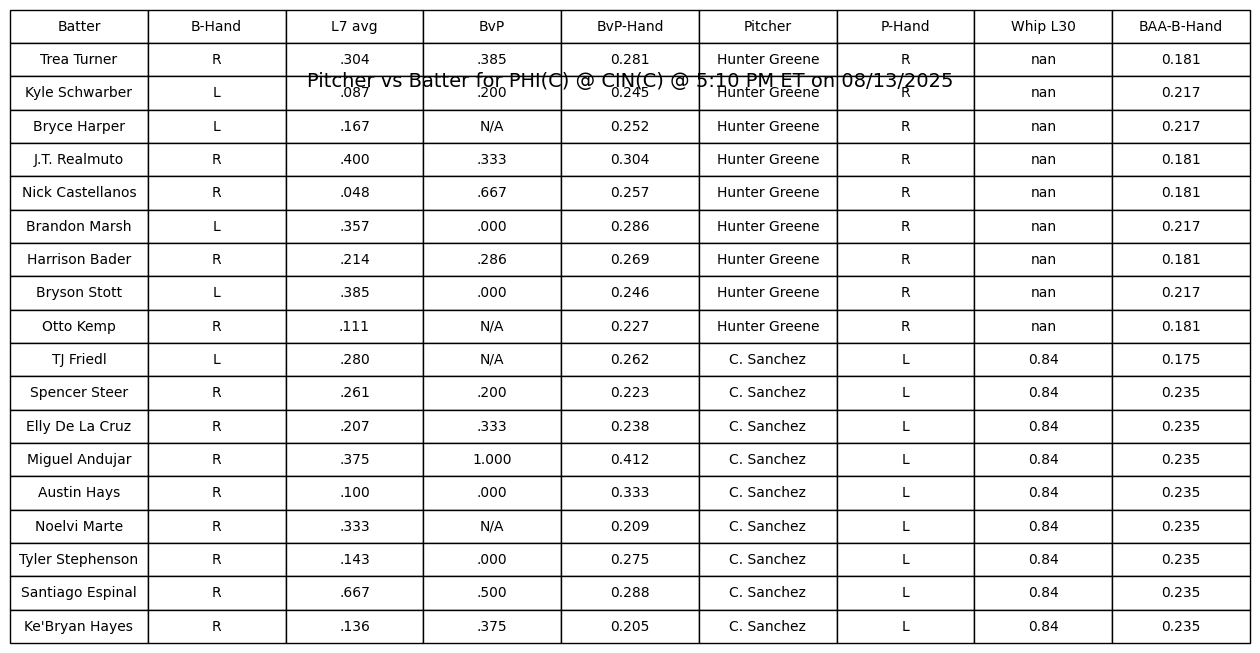 Batter B-Hand L7 avg BvP BvP-Hand Pitcher P-Hand Whip L30 BAA-B-Hand
Trea Turner R .304 .385 0.281 Hunter Greene R nan 0.181
Pitcher vs Batter for PHI(C) @ CIN(C) @ 5:10 PM ET on 08/13/2025
Kyle Schwarber L .087 .200 0.245 Hunter Greene R nan 0.217
Bryce Harper L .167 N/A 0.252 Hunter Greene R nan 0.217
J.T. Realmuto R .400 .333 0.304 Hunter Greene R nan 0.181
Nick Castellanos R .048 .667 0.257 Hunter Greene R nan 0.181
Brandon Marsh L .357 .000 0.286 Hunter Greene R nan 0.217
Harrison Bader R .214 .286 0.269 Hunter Greene R nan 0.181
Bryson Stott L .385 .000 0.246 Hunter Greene R nan 0.217
Otto Kemp R .111 N/A 0.227 Hunter Greene R nan 0.181
TJ Friedl L .280 N/A 0.262 C. Sanchez L 0.84 0.175
Spencer Steer R .261 .200 0.223 C. Sanchez L 0.84 0.235
Elly De La Cruz R .207 .333 0.238 C. Sanchez L 0.84 0.235
Miguel Andujar R .375 1.000 0.412 C. Sanchez L 0.84 0.235
Austin Hays R .100 .000 0.333 C. Sanchez L 0.84 0.235
Noelvi Marte R .333 N/A 0.209 C. Sanchez L 0.84 0.235
Tyler Stephenson R .143 .000 0.275 C. Sanchez L 0.84 0.235
Santiago Espinal R .667 .500 0.288 C. Sanchez L 0.84 0.235
Ke'Bryan Hayes R .136 .375 0.205 C. Sanchez L 0.84 0.235